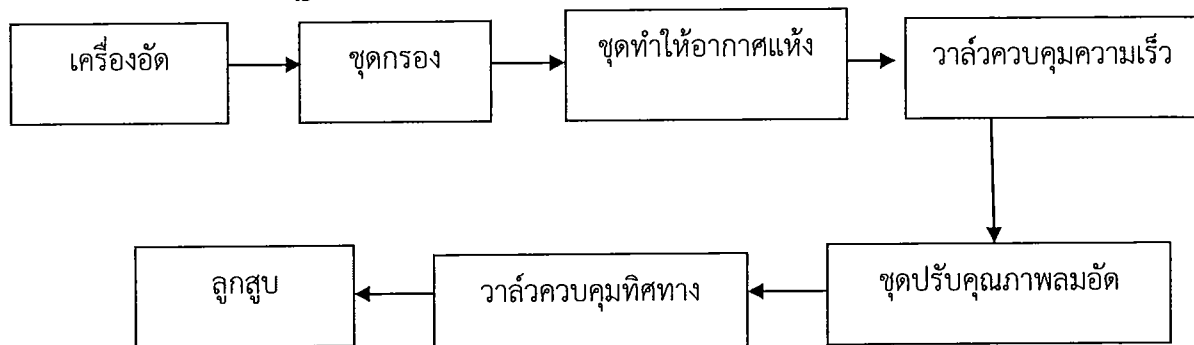 เครื่องอัด
ชุดกรอง
ชุดทำให้อากาศแห้ง
วาล์วควบคุมความเร็ว
ชุดปรับคุณภาพลมอัด
วาล์วควบคุมทิศทาง
ลูกสูบ